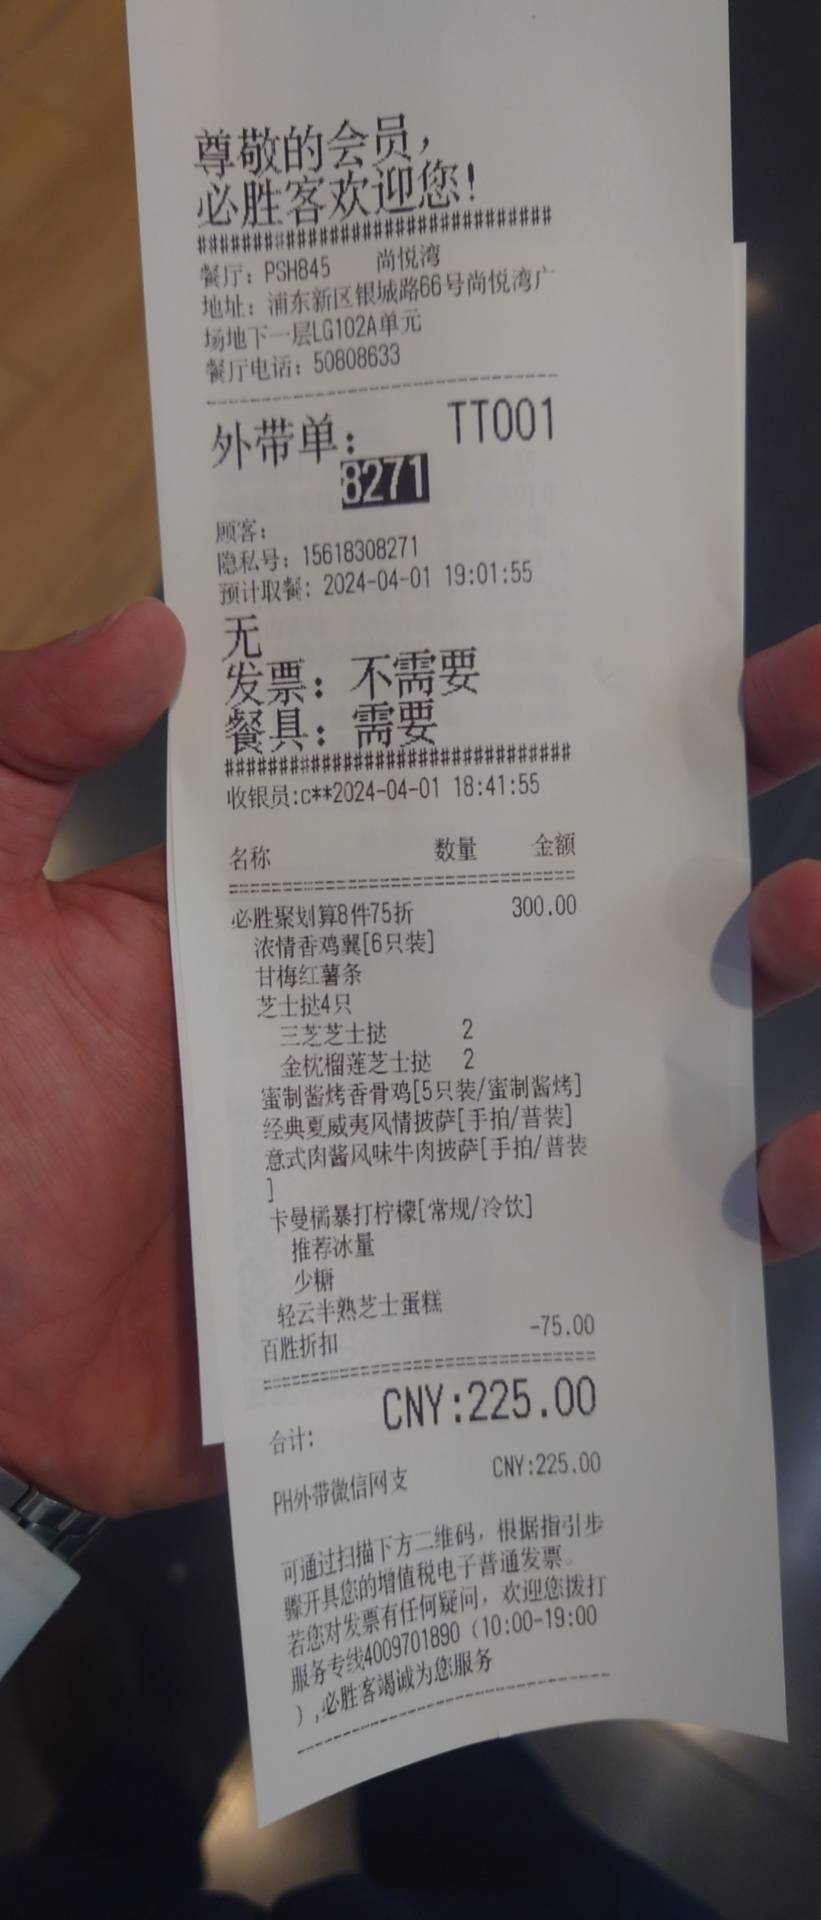 尊敬的会员，
必胜客欢迎您!
################################
餐厅：PSH845 尚悦湾
地址：浦东新区银城路66号尚悦湾广
场地下一层LG102A单元
餐厅电话：50808633
外带单： TT001
8271
顾客：
隐私号：15618308271
预计取餐：2024-04-01 19:01:55
无
发票：不需要
餐具：需要
################################
收银员:c**2024-04-01 18:41:55
名称 数量 金额
================================
必胜聚划算8件75折 300.00
浓情香鸡翼[6只装]
甘梅红薯条
芝士挞4只
三芝芝士挞 2
金枕榴莲芝士挞 2
蜜制酱烤香骨鸡[5只装/蜜制酱烤]
经典夏威夷风情披萨[手拍/普装]
意式肉酱风味牛肉披萨[手拍/普装
]
卡曼橘暴打柠檬[常规/冷饮]
推荐冰量
少糖
轻云半熟芝士蛋糕
百胜折扣 -75.00
================================
合计: CNY:225.00
PH外带微信网支 CNY:225.00
可通过扫描下方二维码，根据指引步
骤开具您的增值税电子普通发票。
若您对发票有任何疑问，欢迎您拨打
服务专线4009701890（10:00-19:00
）,必胜客竭诚为您服务